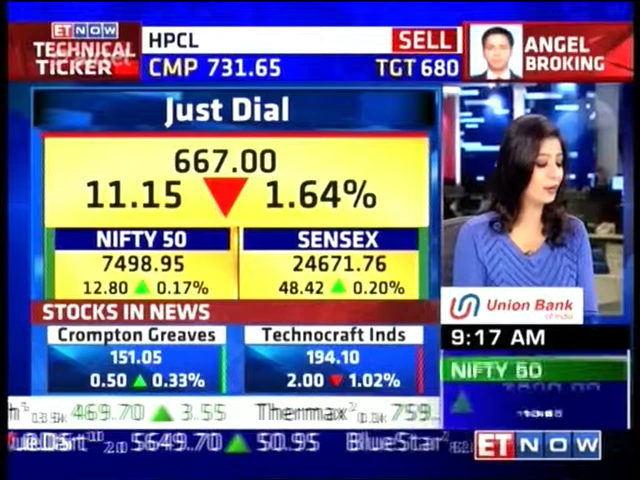 ET NOW
TECHNICAL
TICKER
HPCL
SELL
CMP 731.65
TGT 680
ANGEL
BROKING
Just Dial
667.00
11.15 ▼ 1.64%
NIFTY 50
7498.95
12.80 ▲ 0.17%
SENSEX
24671.76
48.42 ▲ 0.20%
STOCKS IN NEWS
Crompton Greaves
151.05
0.50 ▲ 0.33%
Technocraft Inds
194.10
2.00 ▼ 1.02%
Union Bank
of India
9:17 AM
NIFTY 50
469.70 ▲ 3.55 Thermax 759
5649.70 ▲ 50.95 BlueStar
ET NOW